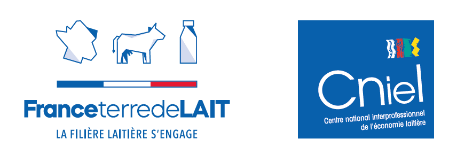 FranceterredeLAIT
LA FILIÈRE LAITIÈRE S'ENGAGE
Cniel
Centre national interprofessionnel
de l'économie laitière